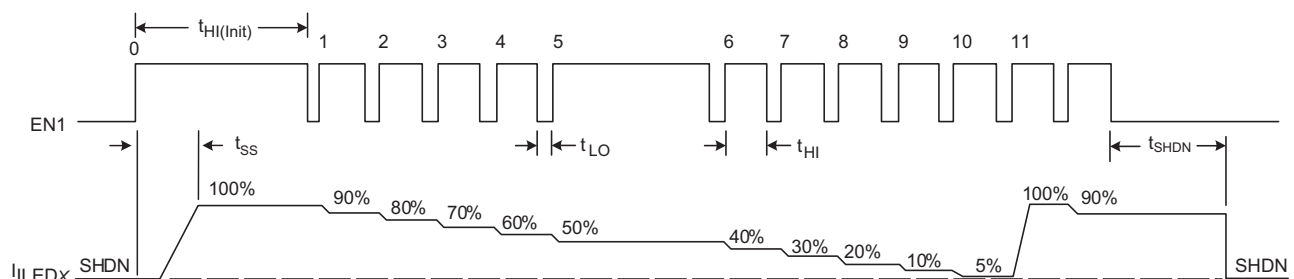 tHI(Init)
0 1 2 3 4 5 6 7 8 9 10 11
EN1
tSS tLO tHI tSHDN
100% 90% 80% 70% 60% 50% 40% 30% 20% 10% 5% 100% 90%
SHDN SHDN